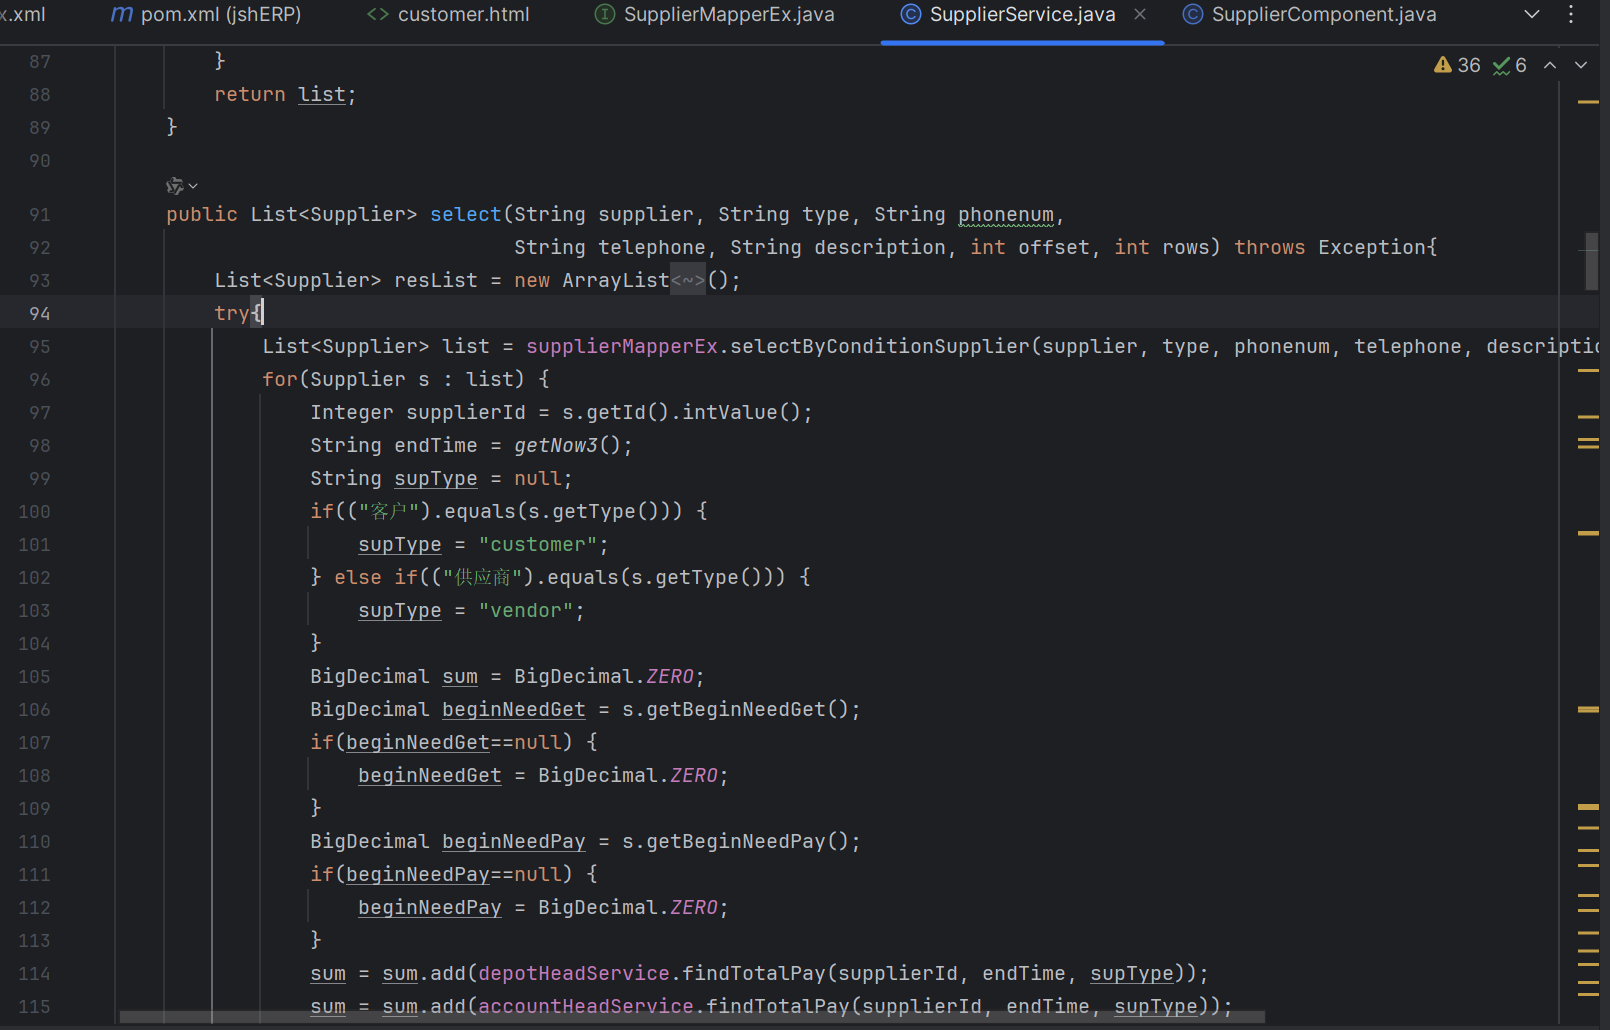 x.xml m pom.xml (jshERP) <> customer.html I SupplierMapperEx.java C SupplierService.java × C SupplierComponent.java
36 6
87 }
88 return list;
89 }
90
91 public List<Supplier> select(String supplier, String type, String phonenum,
92 String telephone, String description, int offset, int rows) throws Exception{
93 List<Supplier> resList = new ArrayList<~>();
94 try{
95 List<Supplier> list = supplierMapperEx.selectByConditionSupplier(supplier, type, phonenum, telephone, descriptio
96 for(Supplier s : list) {
97 Integer supplierId = s.getId().intValue();
98 String endTime = getNow3();
99 String supType = null;
100 if(("客户").equals(s.getType())) {
101 supType = "customer";
102 } else if(("供应商").equals(s.getType())) {
103 supType = "vendor";
104 }
105 BigDecimal sum = BigDecimal.ZERO;
106 BigDecimal beginNeedGet = s.getBeginNeedGet();
107 if(beginNeedGet==null) {
108 beginNeedGet = BigDecimal.ZERO;
109 }
110 BigDecimal beginNeedPay = s.getBeginNeedPay();
111 if(beginNeedPay==null) {
112 beginNeedPay = BigDecimal.ZERO;
113 }
114 sum = sum.add(depotHeadService.findTotalPay(supplierId, endTime, supType));
115 sum = sum.add(accountHeadService.findTotalPay(supplierId, endTime, supType));